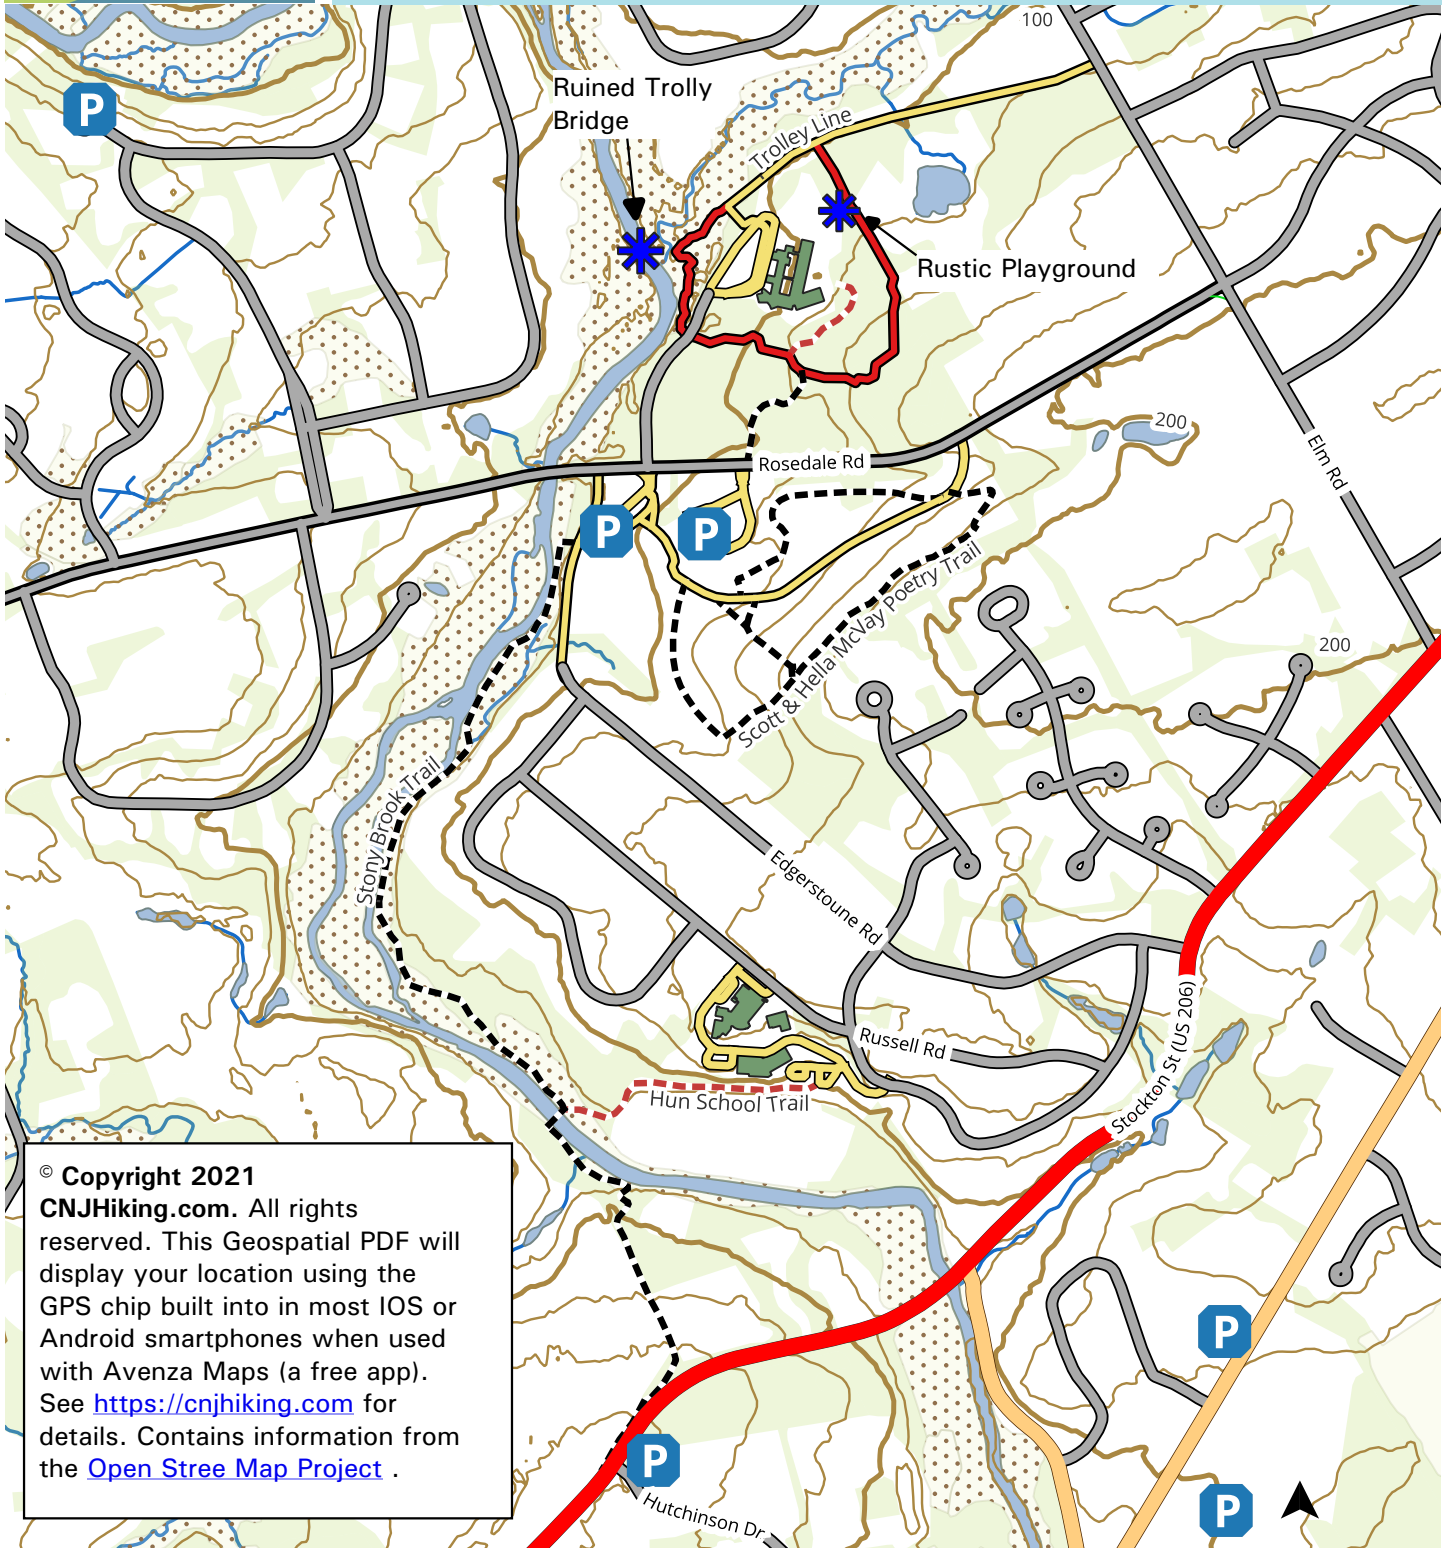 100
Ruined Trolly
Bridge
P
Trolley Line
Rustic Playground
200
Elm Rd
Rosedale Rd
P
P
Scott & Hella McVay Poetry Trail
200
Stony Brook Trail
Edgerstoune Rd
Russell Rd
Stockton St (US 206)
Hun School Trail
© Copyright 2021
CNJHiking.com. All rights
reserved. This Geospatial PDF will
display your location using the
GPS chip built into in most IOS or
Android smartphones when used
with Avenza Maps (a free app).
See https://cnjhiking.com for
details. Contains information from
the Open Stree Map Project .
P
P
Hutchinson Dr
P